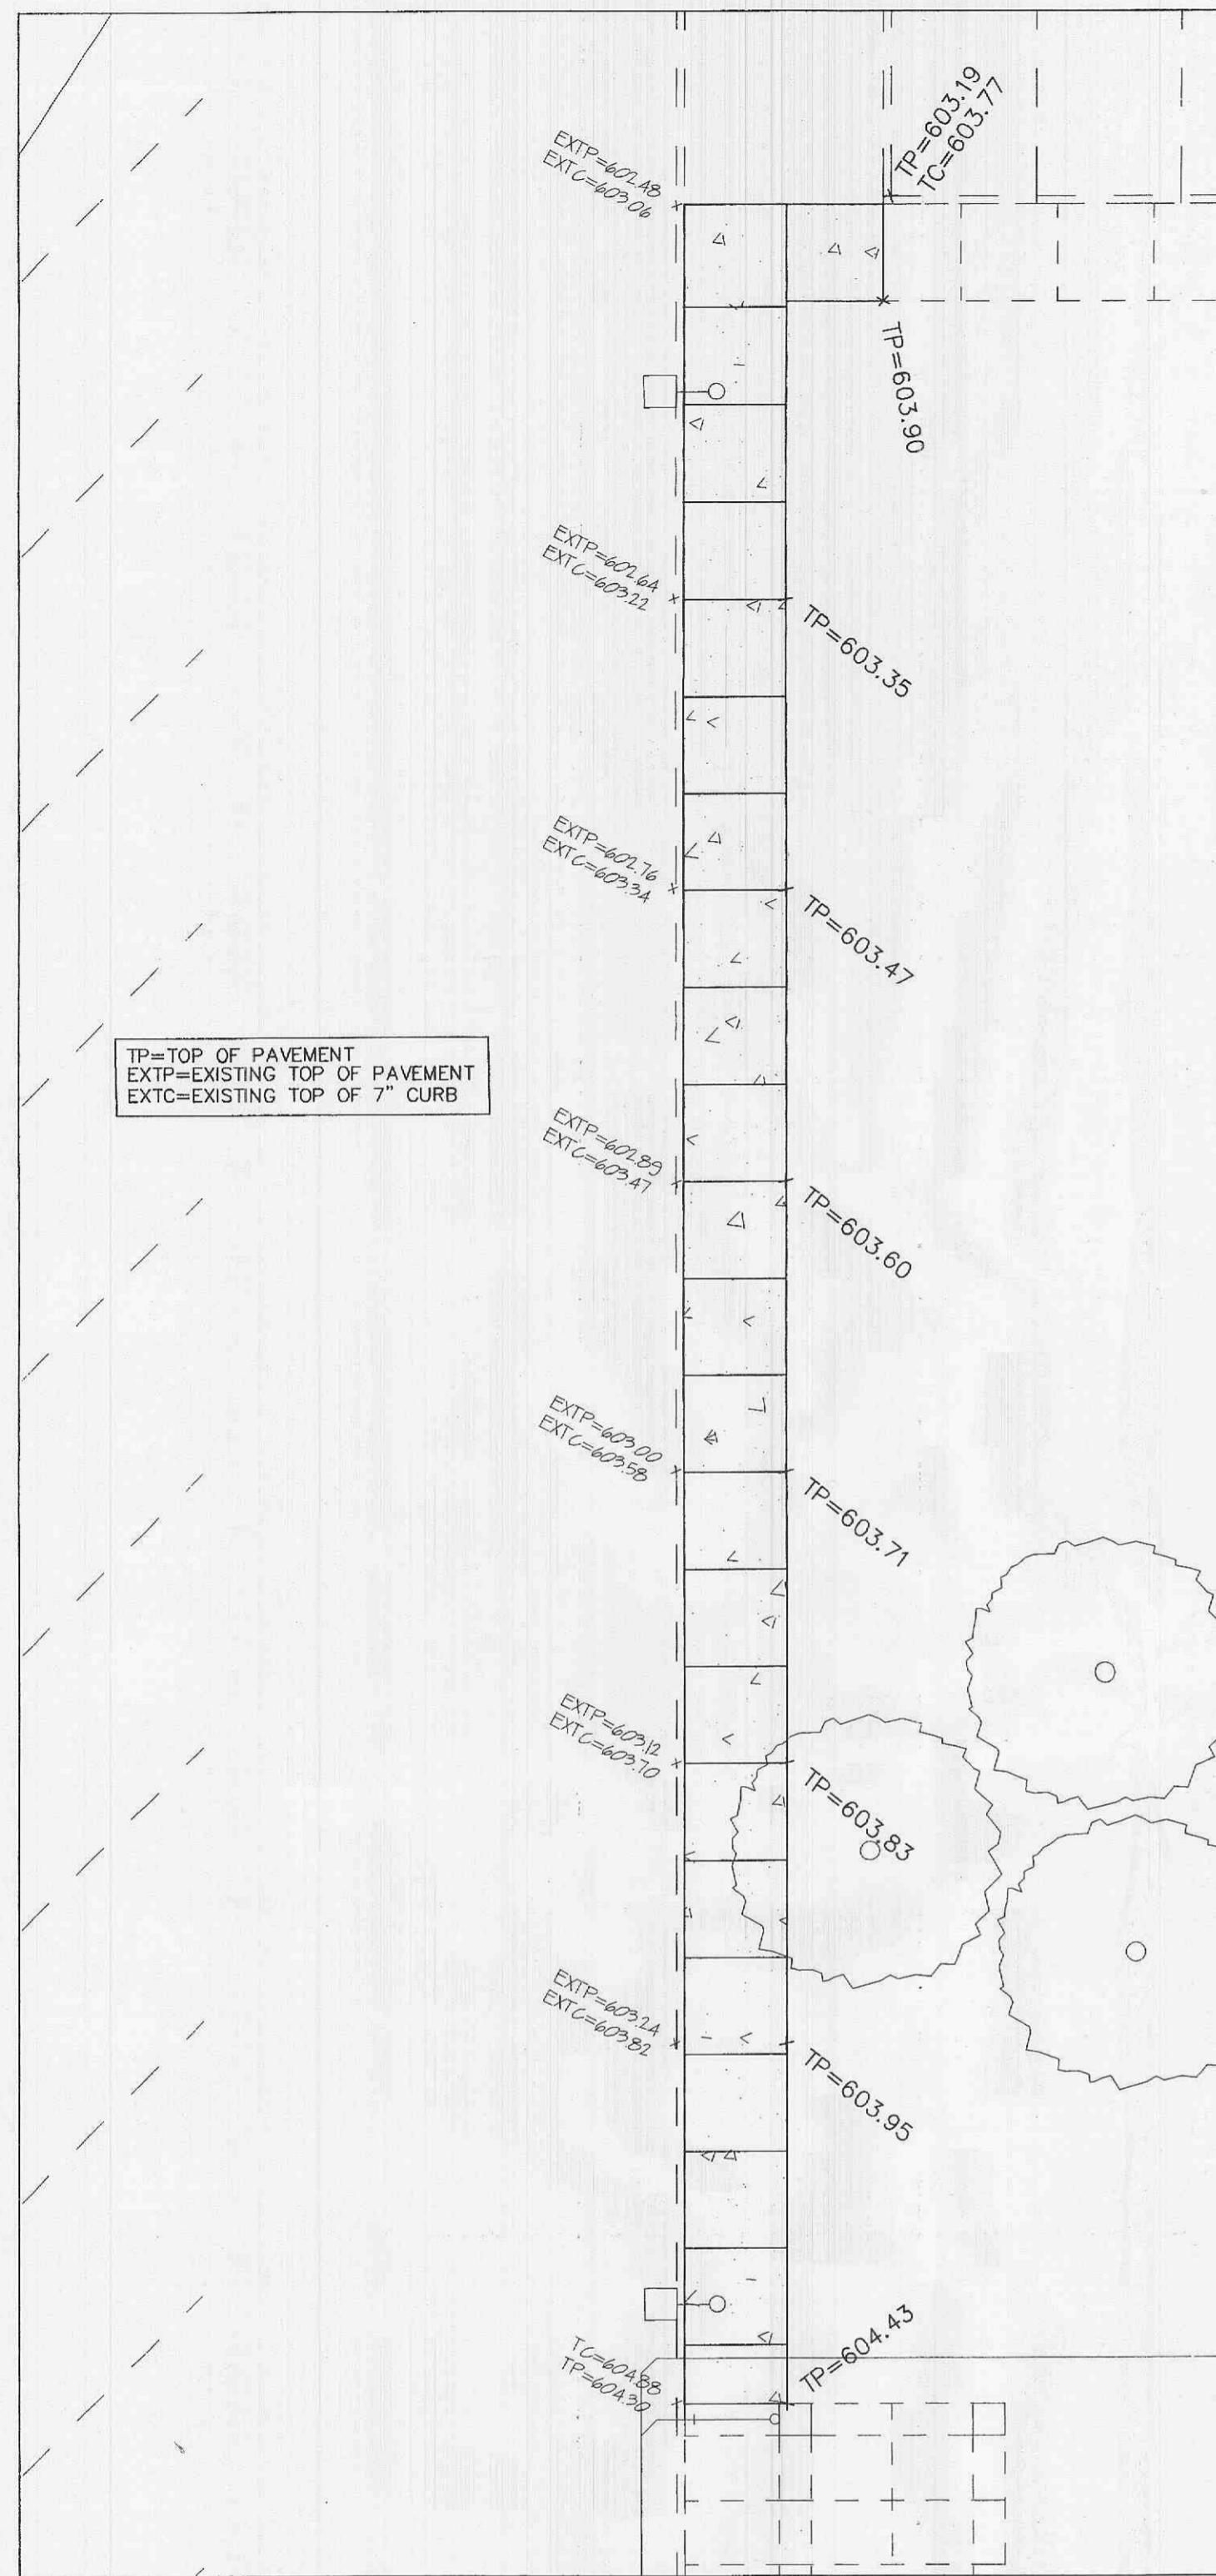 TP=603.19
TC=603.77
EXTP=602.48
EXTC=603.06
TP=603.90
EXTP=602.64
EXTC=603.22
TP=603.35
EXTP=602.76
EXTC=603.34
TP=603.47
TP=TOP OF PAVEMENT
EXTP=EXISTING TOP OF PAVEMENT
EXTC=EXISTING TOP OF 7" CURB
EXTP=602.89
EXTC=603.47
TP=603.60
EXTP=603.00
EXTC=603.58
TP=603.71
EXTP=603.12
EXTC=603.70
TP=603.83
EXTP=603.24
EXTC=603.82
TP=603.95
TC=604.88
TP=604.30
TP=604.43